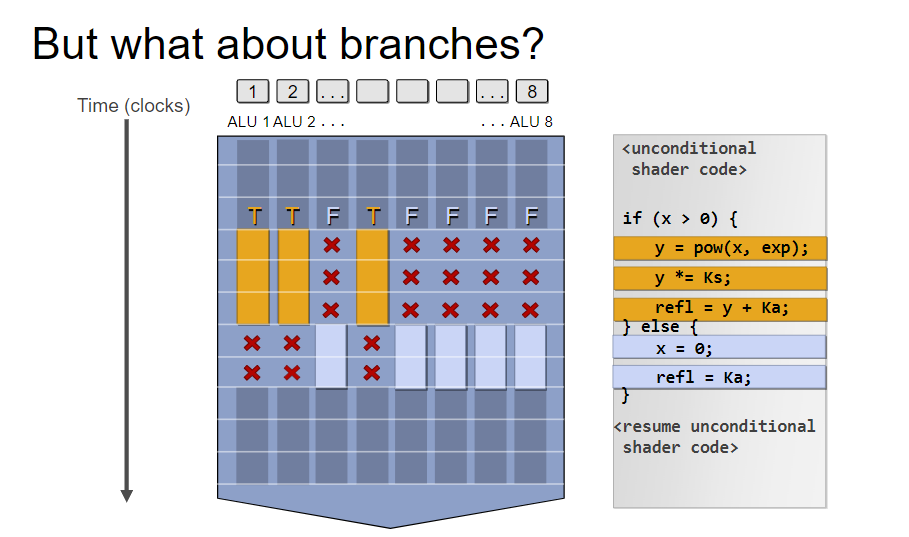 But what about branches?
1 2 ... ... 8
Time (clocks)
ALU 1 ALU 2 . . . . . . ALU 8
T T F T F F F F
<unconditional
shader code>
if (x > 0) {
y = pow(x, exp);
y *= Ks;
refl = y + Ka;
} else {
x = 0;
refl = Ka;
}
<resume unconditional
shader code>